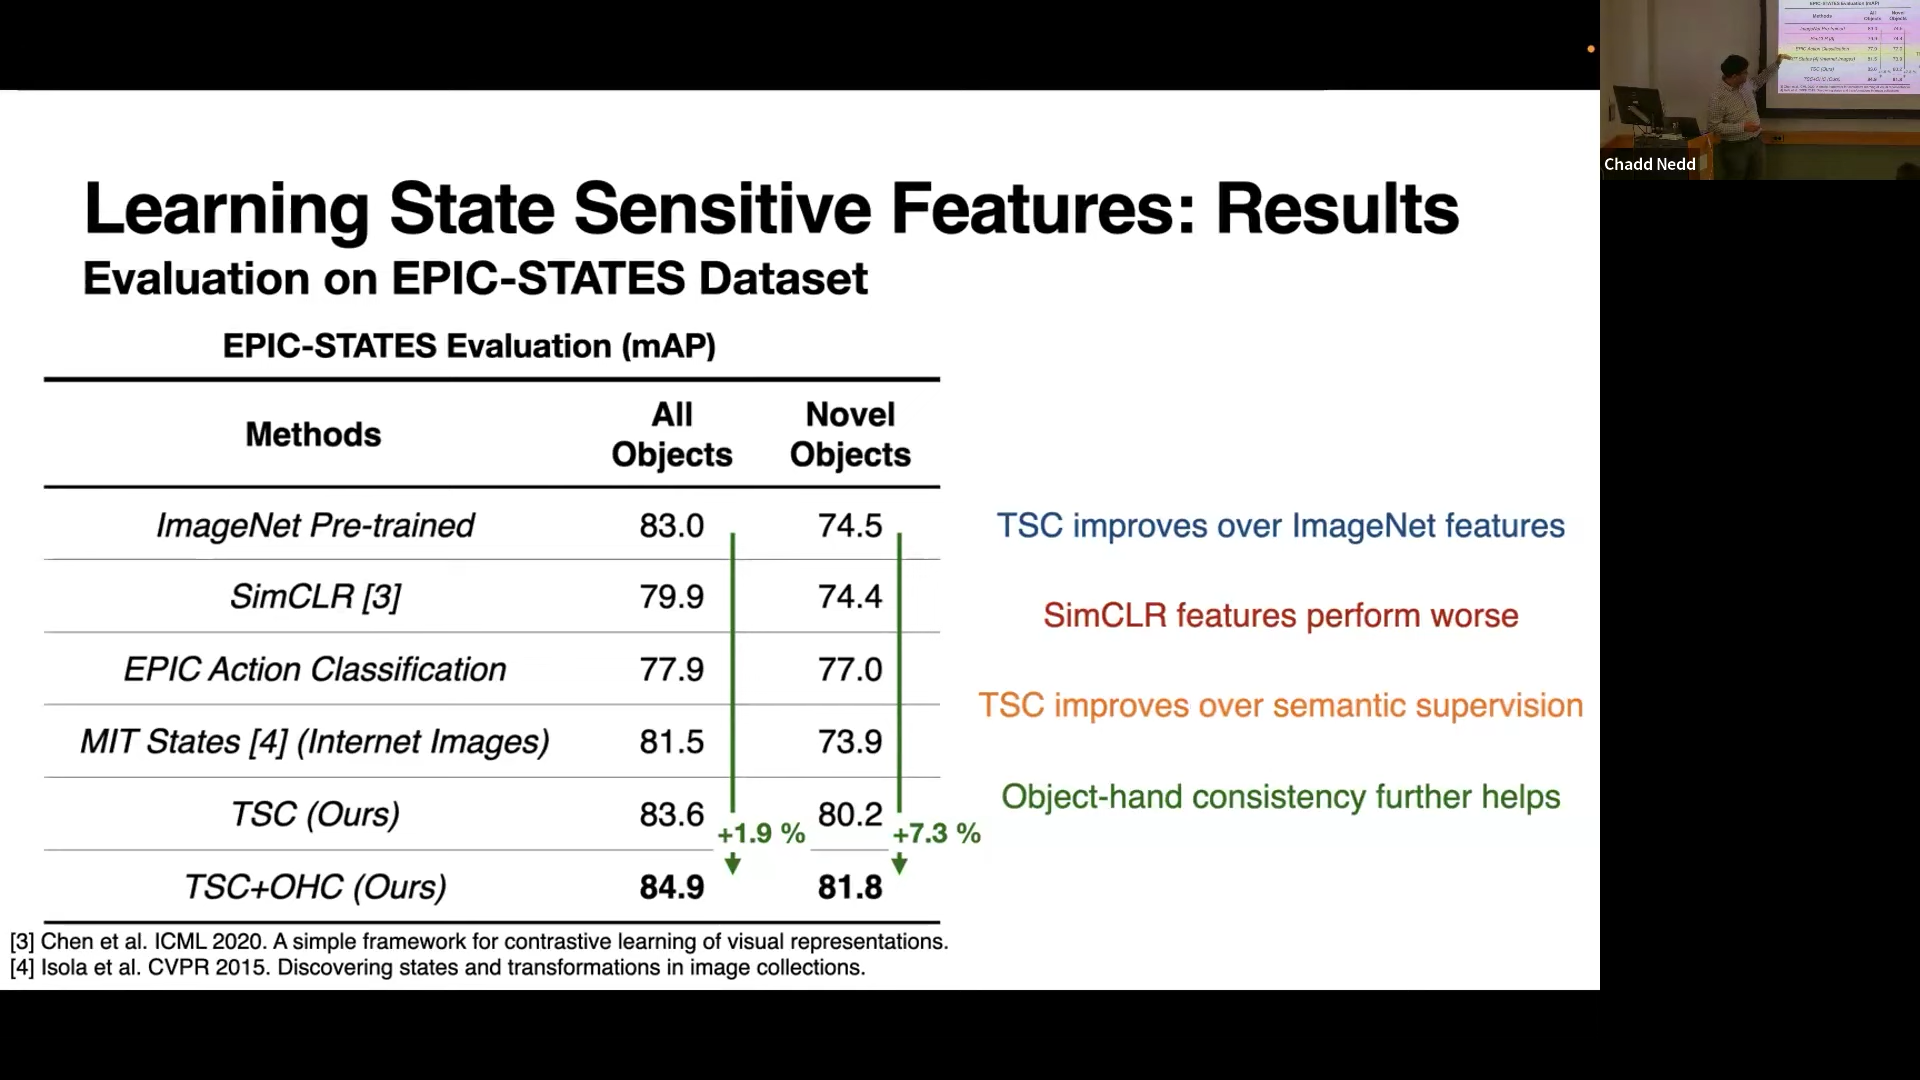 Learning State Sensitive Features: Results
Evaluation on EPIC-STATES Dataset
EPIC-STATES Evaluation (mAP)
Methods All Objects Novel Objects
ImageNet Pre-trained 83.0 74.5
SimCLR [3] 79.9 74.4
EPIC Action Classification 77.9 77.0
MIT States [4] (Internet Images) 81.5 73.9
TSC (Ours) 83.6 80.2
+1.9 % +7.3 %
TSC+OHC (Ours) 84.9 81.8
TSC improves over ImageNet features
SimCLR features perform worse
TSC improves over semantic supervision
Object-hand consistency further helps
[3] Chen et al. ICML 2020. A simple framework for contrastive learning of visual representations.
[4] Isola et al. CVPR 2015. Discovering states and transformations in image collections.
Chadd Nedd